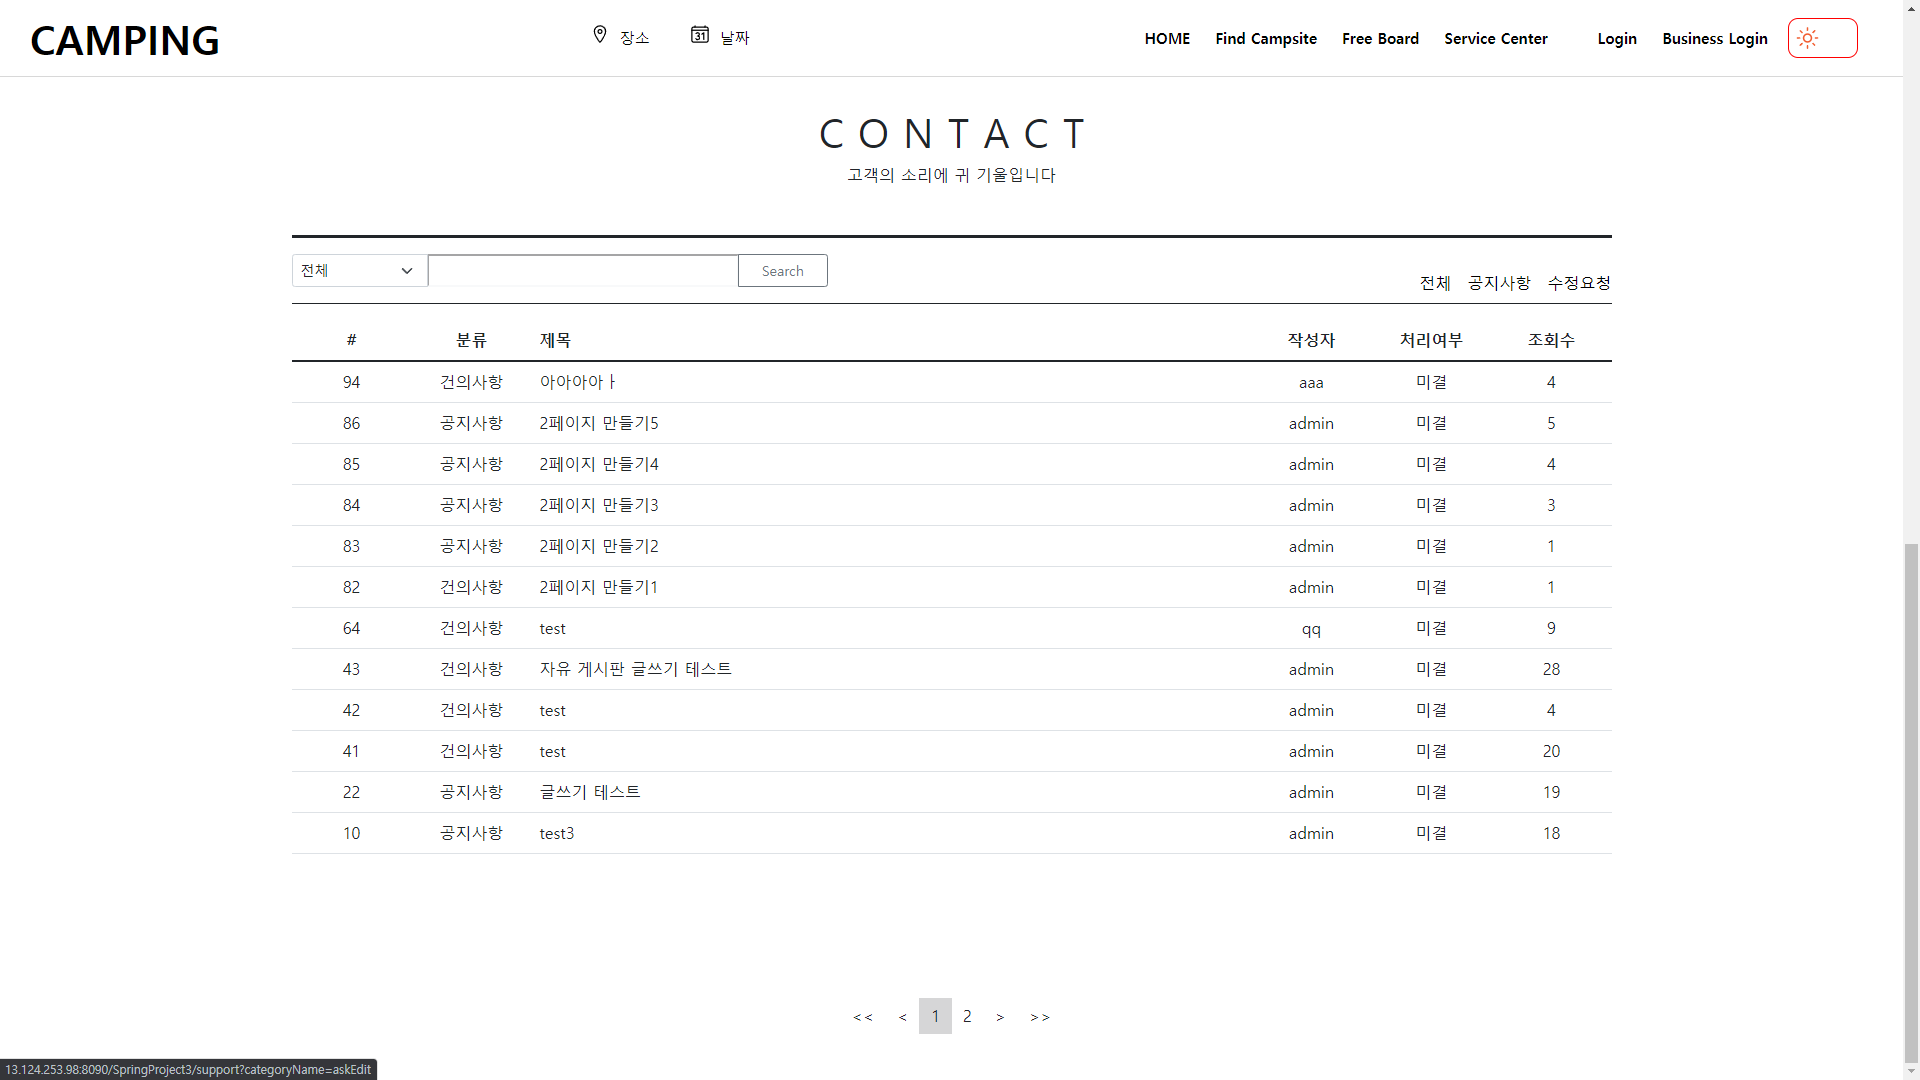 CAMPING 장소 31 날짜 HOME Find Campsite Free Board Service Center Login Business Login
CONTACT
고객의 소리에 귀 기울입니다
전체 Search
전체 공지사항 수정요청
# 분류 제목 작성자 처리여부 조회수
94 건의사항 아아아아ㅏ aaa 미결 4
86 공지사항 2페이지 만들기5 admin 미결 5
85 공지사항 2페이지 만들기4 admin 미결 4
84 공지사항 2페이지 만들기3 admin 미결 3
83 공지사항 2페이지 만들기2 admin 미결 1
82 건의사항 2페이지 만들기1 admin 미결 1
64 건의사항 test qq 미결 9
43 건의사항 자유 게시판 글쓰기 테스트 admin 미결 28
42 건의사항 test admin 미결 4
41 건의사항 test admin 미결 20
22 공지사항 글쓰기 테스트 admin 미결 19
10 공지사항 test3 admin 미결 18
<< < 1 2 > >>
13.124.253.98:8090/SpringProject3/support?categoryName=askEdit